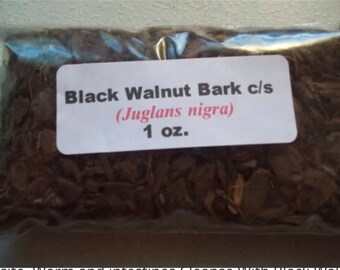 Black Walnut Bark c/s
(Juglans nigra)
1 oz.